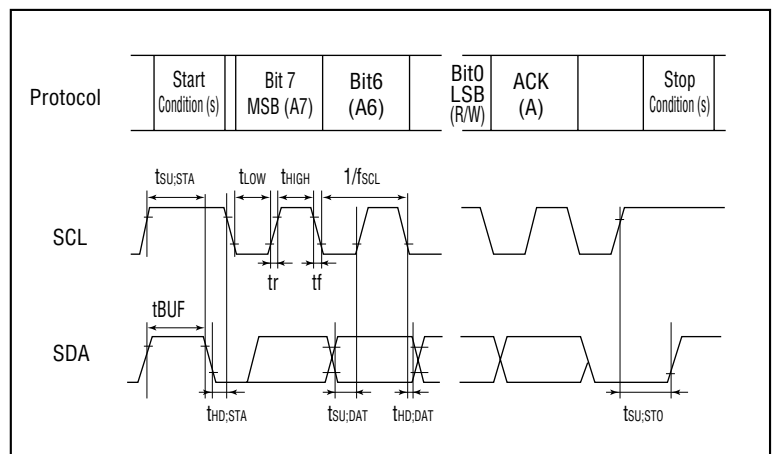 Protocol
Start
Condition (s)
Bit 7
MSB (A7)
Bit6
(A6)
Bit0
LSB
(R/W)
ACK
(A)
Stop
Condition (s)
tSU;STA
tLOW
tHIGH
1/fSCL
SCL
tr
tf
tBUF
SDA
tHD;STA
tSU;DAT
tHD;DAT
tSU;STO